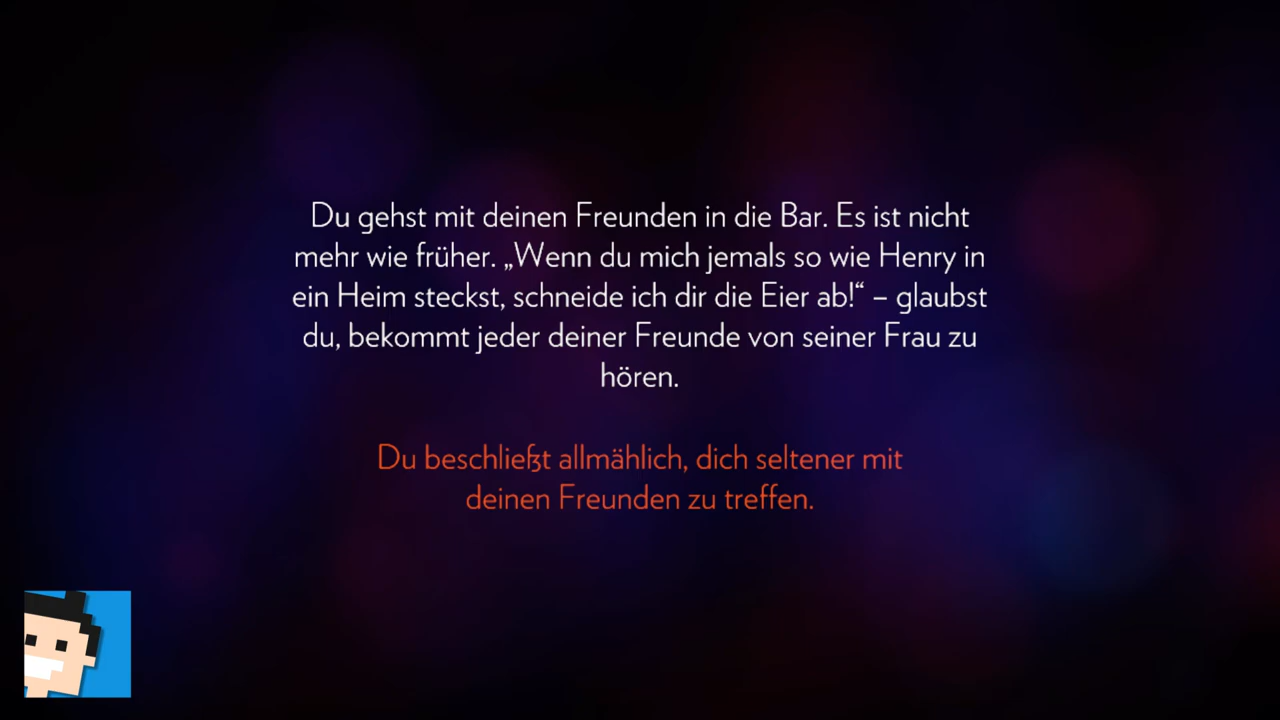 Du gehst mit deinen Freunden in die Bar. Es ist nicht
mehr wie früher. „Wenn du mich jemals so wie Henry in
ein Heim steckst, schneide ich dir die Eier ab!“ – glaubst
du, bekommt jeder deiner Freunde von seiner Frau zu
hören.
Du beschließt allmählich, dich seltener mit
deinen Freunden zu treffen.